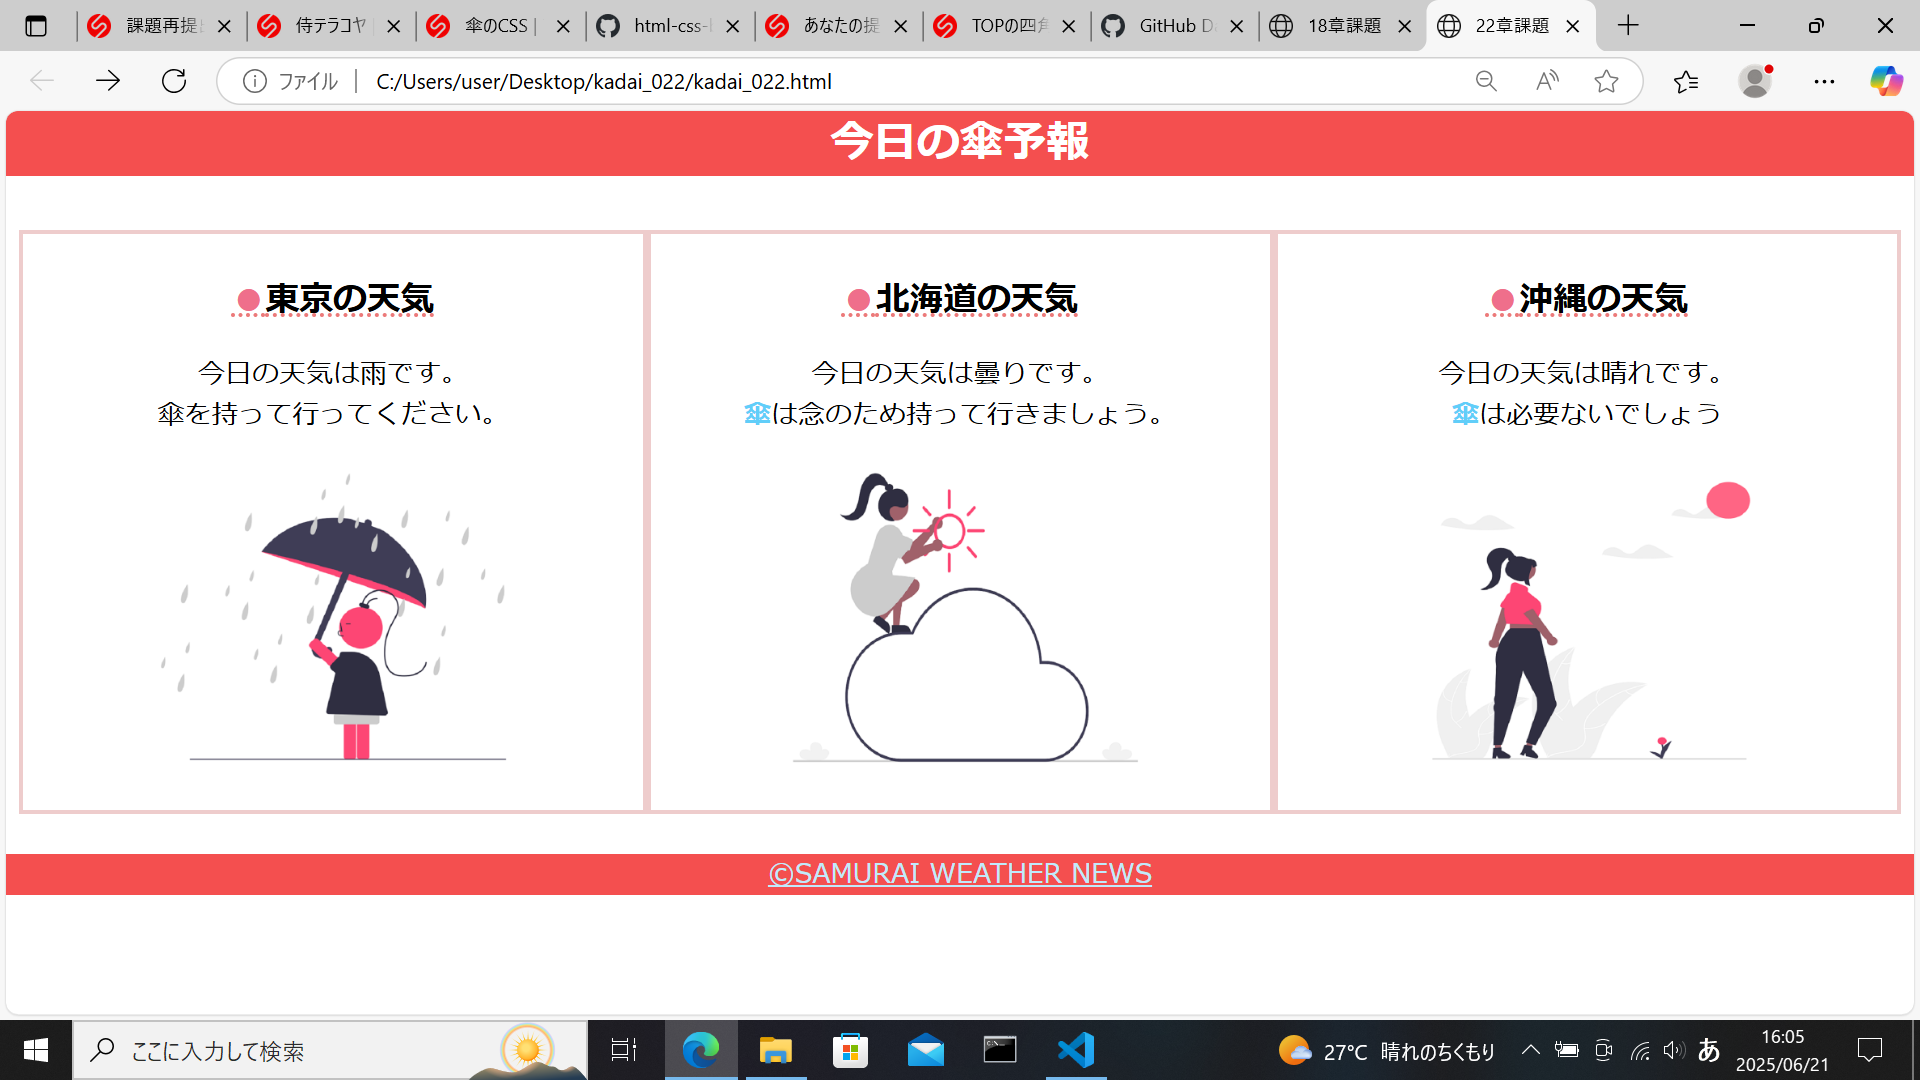 課題再提
侍テラコヤ
傘のCSS |
html-css-
あなたの提
TOPの四角
GitHub D
18章課題
22章課題
ファイル
C:/Users/user/Desktop/kadai_022/kadai_022.html
今日の傘予報
●東京の天気
今日の天気は雨です。
傘を持って行ってください。
●北海道の天気
今日の天気は曇りです。
傘は念のため持って行きましょう。
●沖縄の天気
今日の天気は晴れです。
傘は必要ないでしょう
©SAMURAI WEATHER NEWS
ここに入力して検索
27°C 晴れのちくもり
あ
16:05
2025/06/21